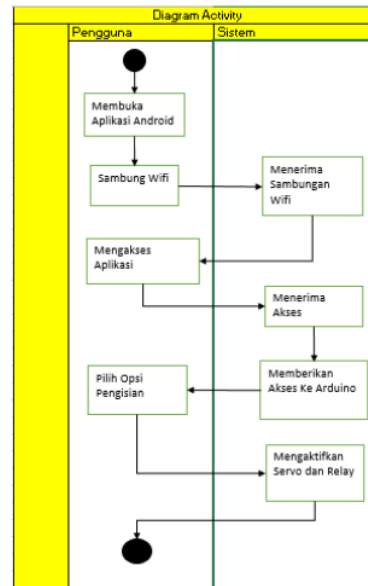 Diagram Activity
Pengguna
Sistem
Membuka
Aplikasi Android
Sambung Wifi
Menerima
Sambungan
Wifi
Mengakses
Aplikasi
Menerima
Akses
Memberikan
Akses Ke Arduino
Pilih Opsi
Pengisian
Mengaktifkan
Servo dan Relay